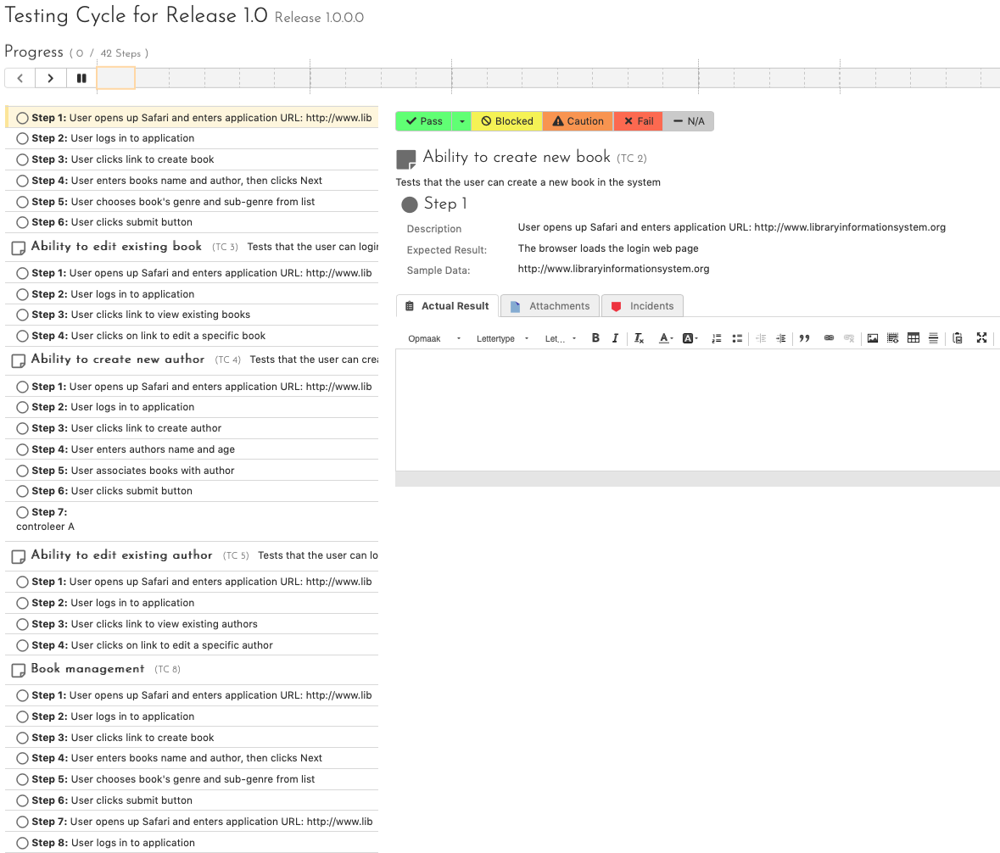 Testing Cycle for Release 1.0 Release 1.0.0.0
Progress ( 0 / 42 Steps )
Step 1: User opens up Safari and enters application URL: http://www.lib
Step 2: User logs in to application
Step 3: User clicks link to create book
Step 4: User enters books name and author, then clicks Next
Step 5: User chooses book's genre and sub-genre from list
Step 6: User clicks submit button
Ability to edit existing book (TC 3) Tests that the user can login
Step 1: User opens up Safari and enters application URL: http://www.lib
Step 2: User logs in to application
Step 3: User clicks link to view existing books
Step 4: User clicks on link to edit a specific book
Ability to create new author (TC 4) Tests that the user can crea
Step 1: User opens up Safari and enters application URL: http://www.lib
Step 2: User logs in to application
Step 3: User clicks link to create author
Step 4: User enters authors name and age
Step 5: User associates books with author
Step 6: User clicks submit button
Step 7:
controleer A
Ability to edit existing author (TC 5) Tests that the user can lo
Step 1: User opens up Safari and enters application URL: http://www.lib
Step 2: User logs in to application
Step 3: User clicks link to view existing authors
Step 4: User clicks on link to edit a specific author
Book management (TC 8)
Step 1: User opens up Safari and enters application URL: http://www.lib
Step 2: User logs in to application
Step 3: User clicks link to create book
Step 4: User enters books name and author, then clicks Next
Step 5: User chooses book's genre and sub-genre from list
Step 6: User clicks submit button
Step 7: User opens up Safari and enters application URL: http://www.lib
Step 8: User logs in to application
Pass Blocked Caution Fail N/A
Ability to create new book (TC 2)
Tests that the user can create a new book in the system
Step 1
Description User opens up Safari and enters application URL: http://www.libraryinformationsystem.org
Expected Result: The browser loads the login web page
Sample Data: http://www.libraryinformationsystem.org
Actual Result Attachments Incidents
Opmaak Lettertype Let... B I